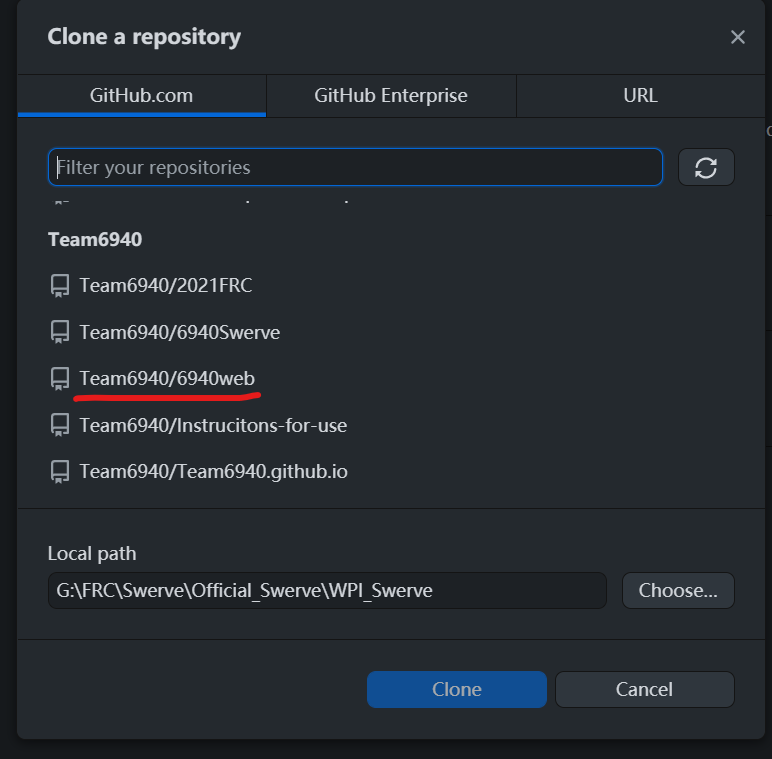 Clone a repository
GitHub.com
GitHub Enterprise
URL
Filter your repositories
Team6940
Team6940/2021FRC
Team6940/6940Swerve
Team6940/6940web
Team6940/Instrucitons-for-use
Team6940/Team6940.github.io
Local path
G:\FRC\Swerve\Official_Swerve\WPI_Swerve
Choose...
Clone
Cancel